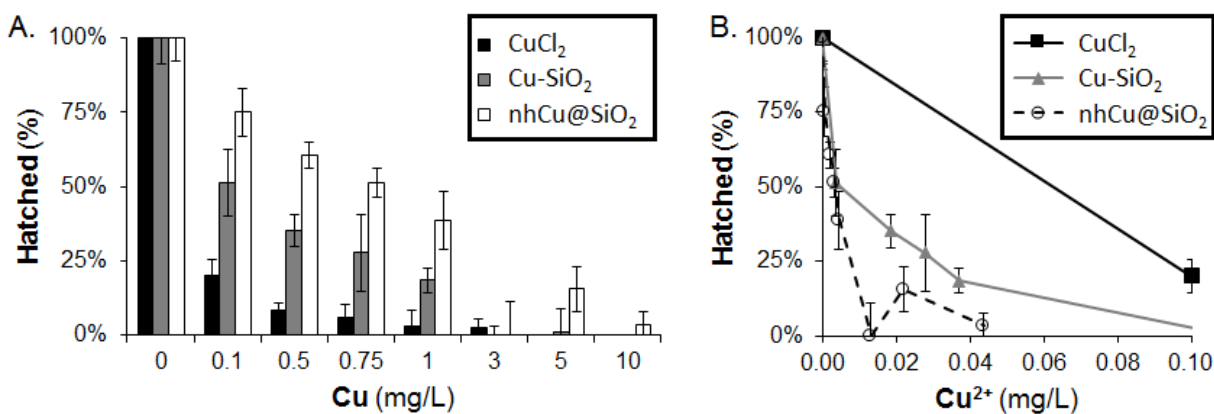 A.
100%
75%
50%
25%
0%
Hatched (%)
CuCl₂
Cu-SiO₂
nhCu@SiO₂
0 0.1 0.5 0.75 1 3 5 10
Cu (mg/L)
B.
100%
75%
50%
25%
0%
Hatched (%)
CuCl₂
Cu-SiO₂
nhCu@SiO₂
0.00 0.02 0.04 0.06 0.08 0.10
Cu²⁺ (mg/L)